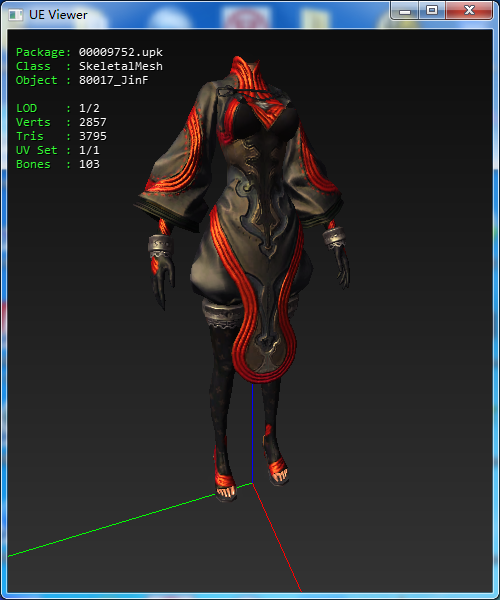 UE Viewer
Package: 00009752.upk
Class : SkeletalMesh
Object : 80017_JinF
LOD : 1/2
Verts : 2857
Tris : 3795
UV Set : 1/1
Bones : 103